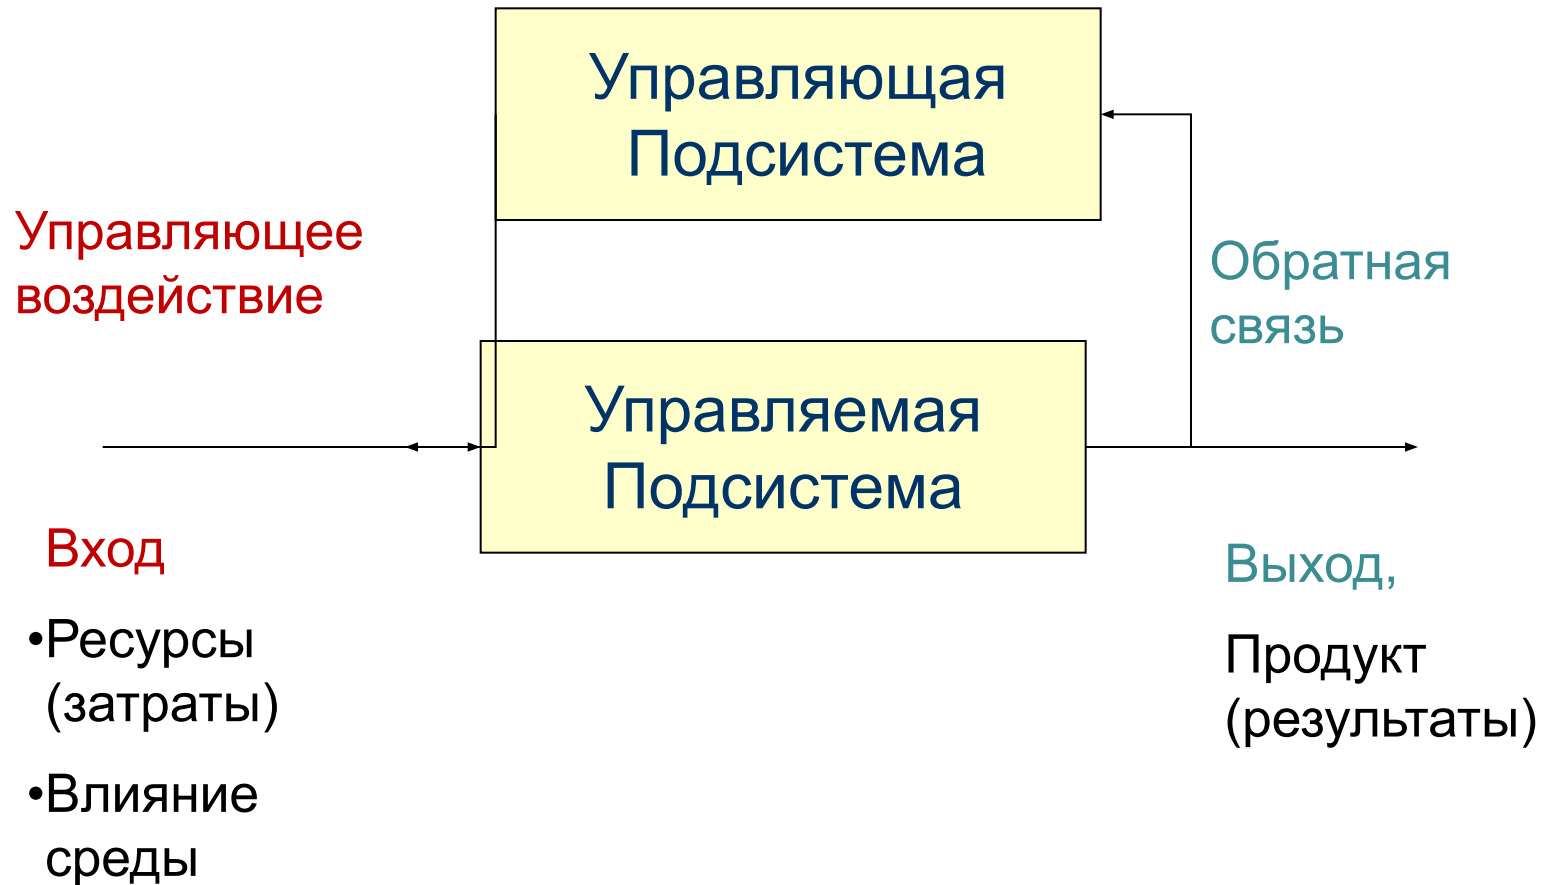 Управляющая
Подсистема
Управляющее
воздействие
Обратная
связь
Управляемая
Подсистема
Вход
•Ресурсы
(затраты)
•Влияние
среды
Выход,
Продукт
(результаты)